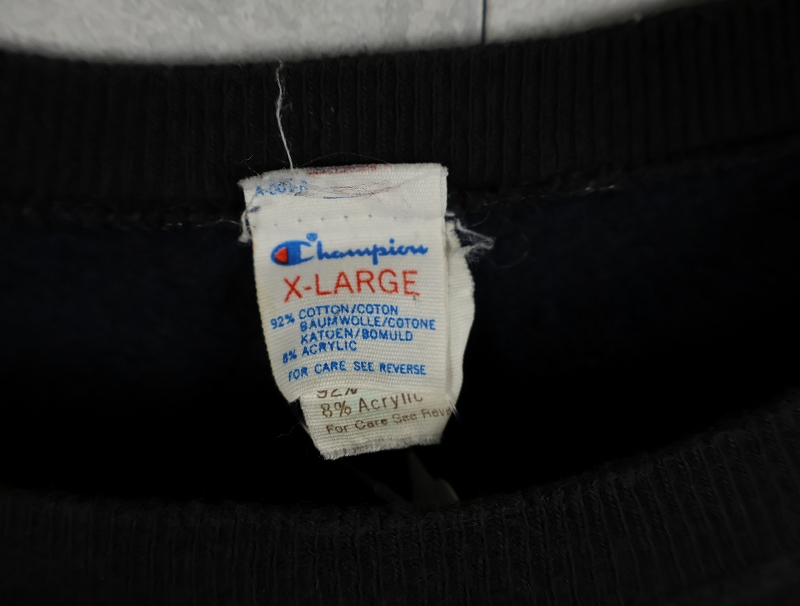 Champion
X-LARGE
92% COTTON/COTON
BAUMWOLLE/COTONE
KATOEN/BOMULD
8% ACRYLIC
FOR CARE SEE REVERSE
8% Acrylic
For Care See